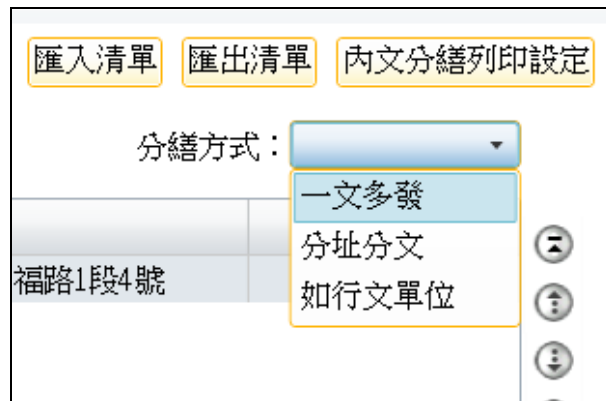 匯入清單 匯出清單 內文分繕列印設定
分繕方式：
一文多發
分址分文
如行文單位
福路1段4號